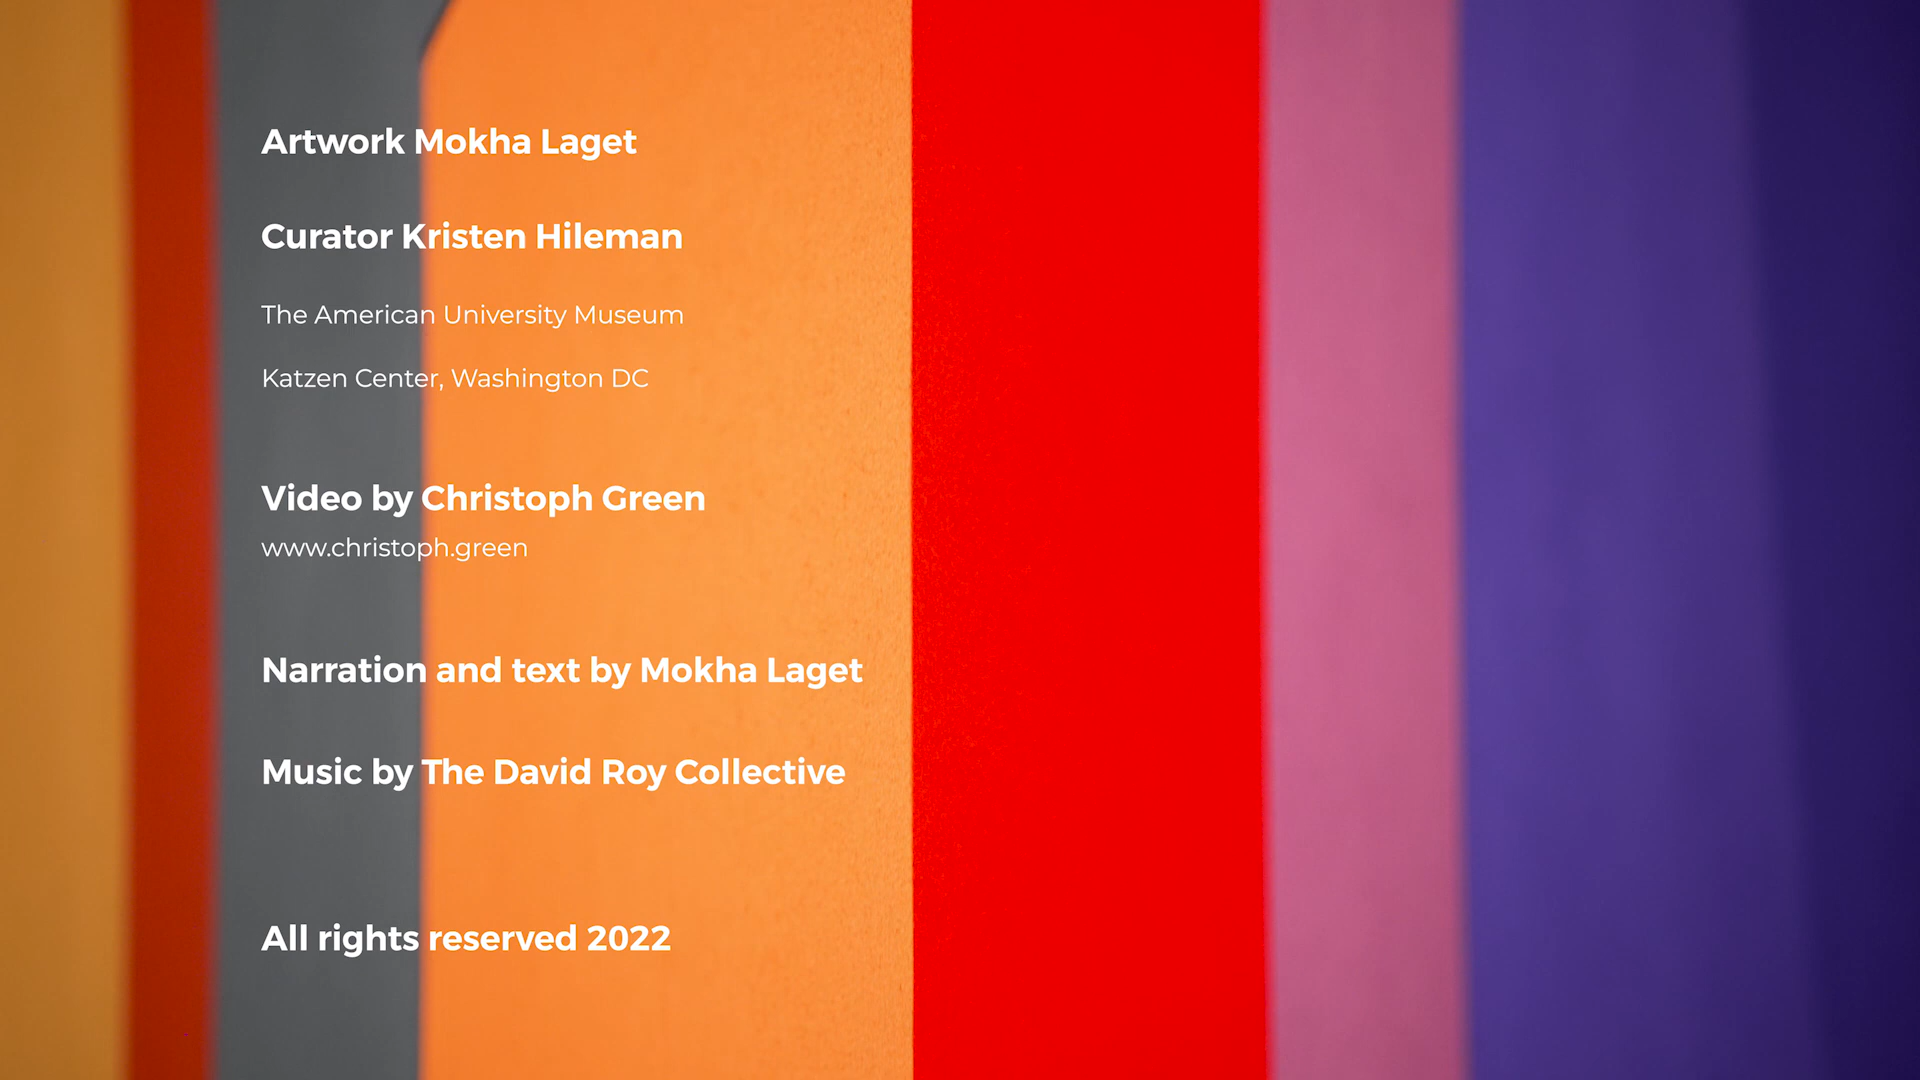 Artwork Mokha Laget
Curator Kristen Hileman
The American University Museum
Katzen Center, Washington DC
Video by Christoph Green
www.christoph.green
Narration and text by Mokha Laget
Music by The David Roy Collective
All rights reserved 2022